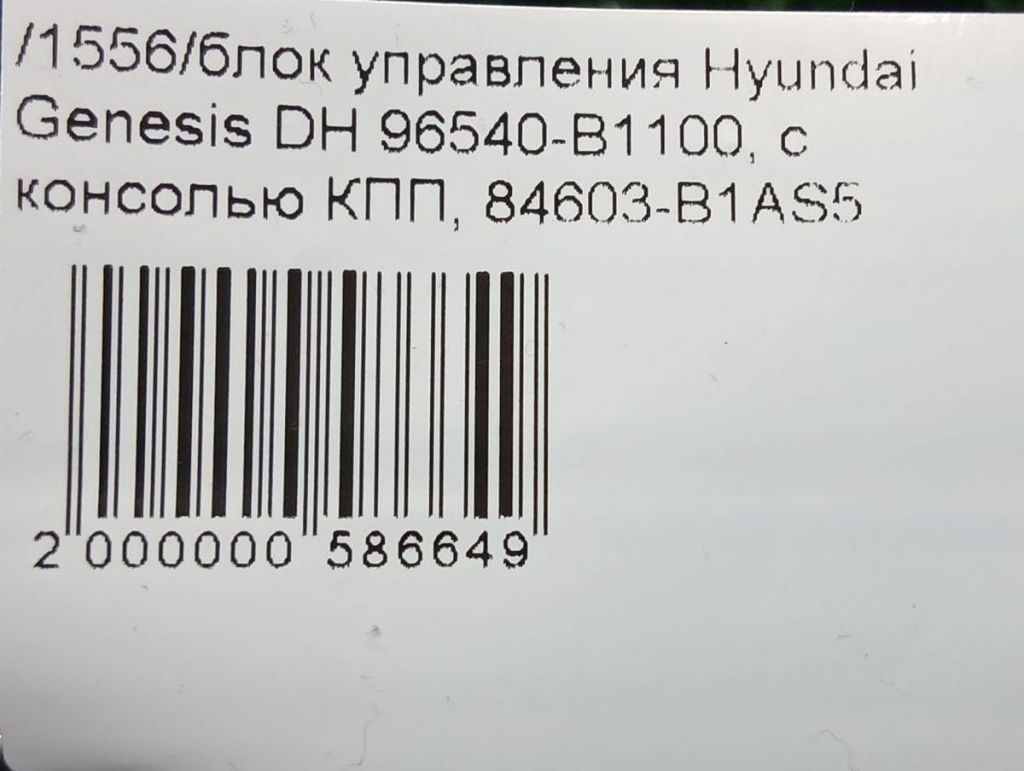 /1556/блок управления Hyundai
Genesis DH 96540-B1100, с
консолью КПП, 84603-B1AS5
2 000000 586649